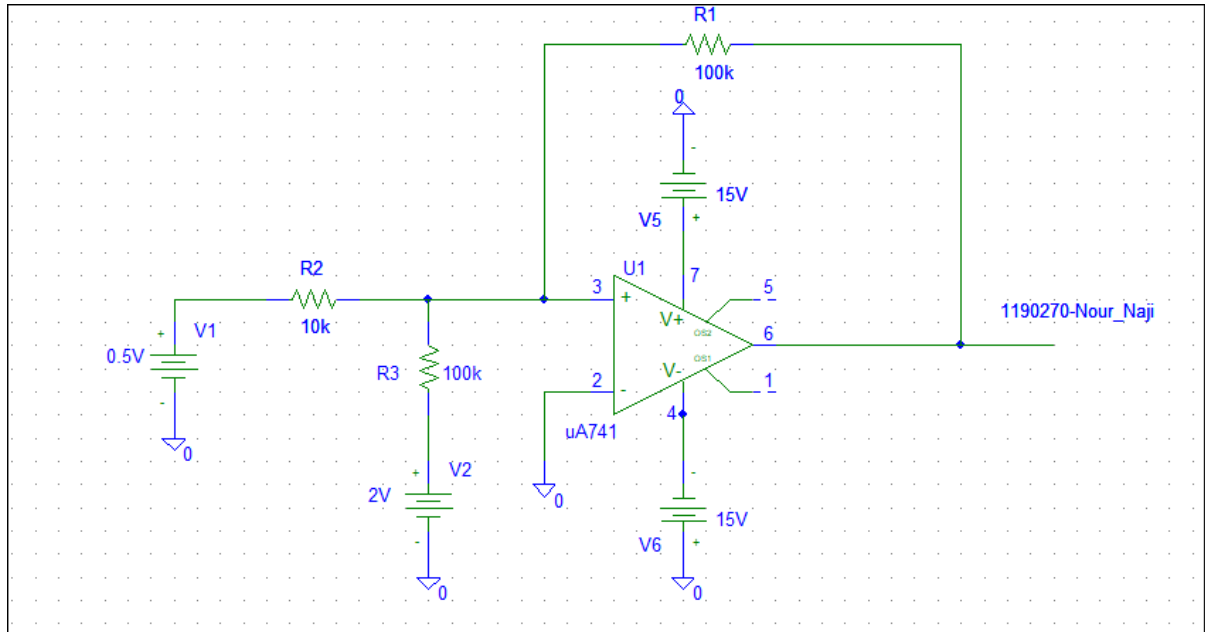 R1
100k
0
-
15V
V5
+
R2
10k
U1
7
3
+
5
V+
OS2
6
1190270-Nour_Naji
+
V1
0.5V
-
0
R3
100k
OS1
V-
2
-
1
4
uA741
+
V2
2V
-
0
0
-
15V
V6
+
0